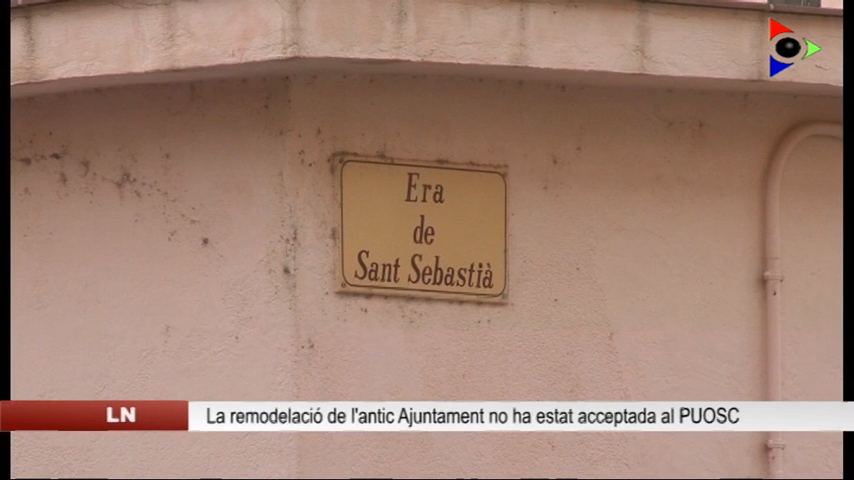 Era
de
Sant Sebastià
LN
La remodelació de l'antic Ajuntament no ha estat acceptada al PUOSC